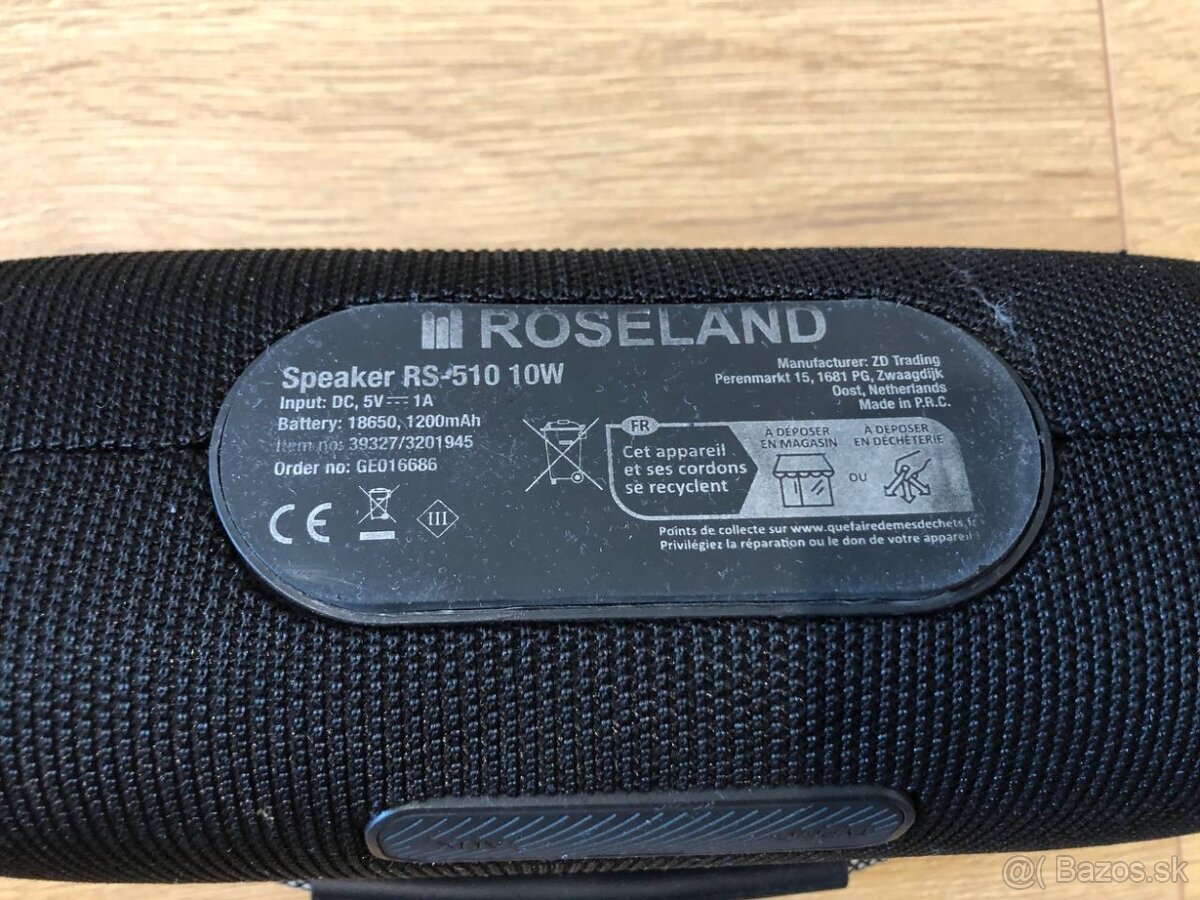 ROSELAND
Speaker RS-510 10W
Input: DC, 5V⎓1A
Battery: 18650, 1200mAh
Item no: 39327/3201945
Order no: GE016686
CE
III
Manufacturer: ZD Trading
Perenmarkt 15, 1681 PG, Zwaagdijk
Oost, Netherlands
Made in P.R.C.
FR
Cet appareil
et ses cordons
se recyclent
À DÉPOSER
EN MAGASIN
OU
À DÉPOSER
EN DÉCHÈTERIE
Points de collecte sur www.quefairedemesdechets.fr
Privilégiez la réparation ou le don de votre appareil
@( Bazos.sk